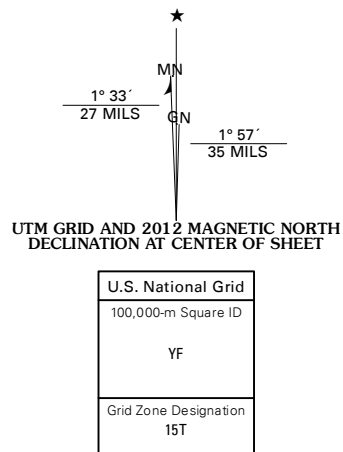 ★
MN
1° 33´
27 MILS
GN
1° 57´
35 MILS
UTM GRID AND 2012 MAGNETIC NORTH
DECLINATION AT CENTER OF SHEET
U.S. National Grid
100,000-m Square ID
YF
Grid Zone Designation
15T